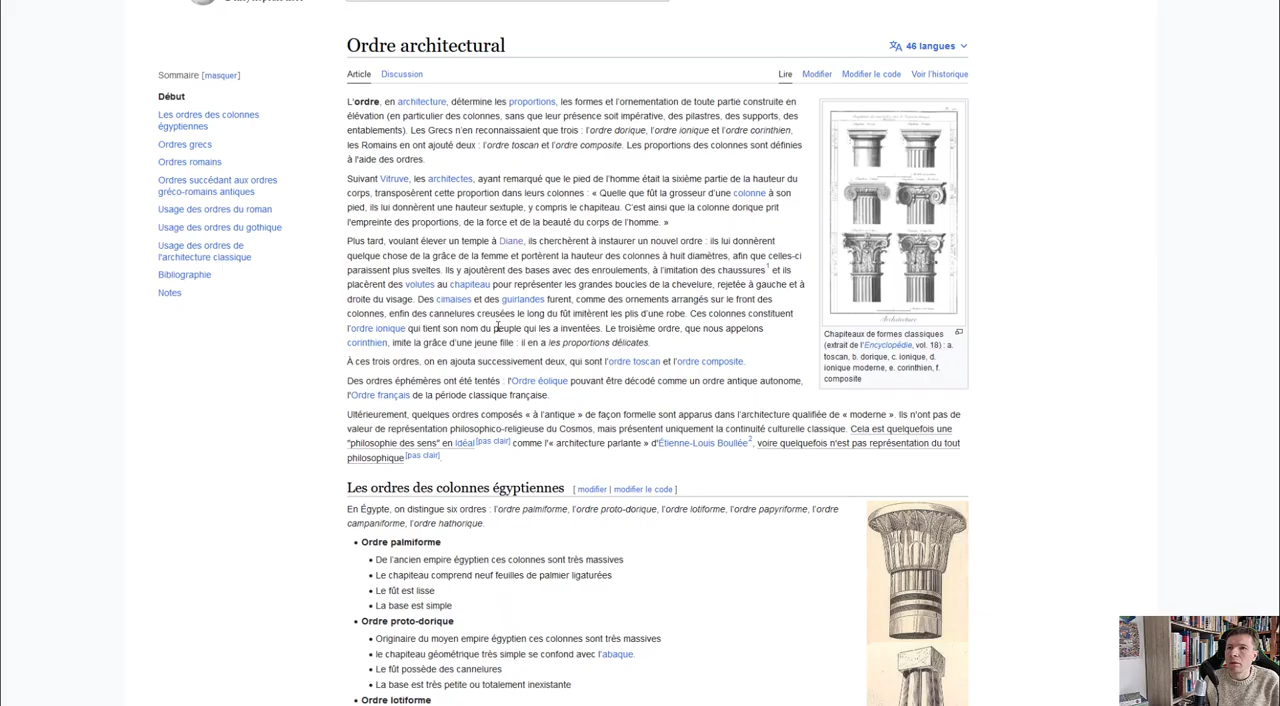 Ordre architectural
46 langues
Article Discussion
Lire Modifier Modifier le code Voir l'historique
Sommaire [masquer]
Début
Les ordres des colonnes
égyptiennes
Ordres grecs
Ordres romains
Ordres succédant aux ordres
gréco-romains antiques
Usage des ordres du roman
Usage des ordres du gothique
Usage des ordres de
l'architecture classique
Bibliographie
Notes
L'ordre, en architecture, détermine les proportions, les formes et l'ornementation de toute partie construite en
élévation (en particulier des colonnes, sans que leur présence soit impérative, des pilastres, des supports, des
entablements). Les Grecs n'en reconnaissaient que trois : l'ordre dorique, l'ordre ionique et l'ordre corinthien,
les Romains en ont ajouté deux : l'ordre toscan et l'ordre composite. Les proportions des colonnes sont définies
à l'aide des ordres.
Suivant Vitruve, les architectes, ayant remarqué que le pied de l'homme était la sixième partie de la hauteur du
corps, transposèrent cette proportion dans leurs colonnes : « Quelle que fût la grosseur d'une colonne à son
pied, ils lui donnèrent une hauteur sextuple, y compris le chapiteau. C'est ainsi que la colonne dorique prit
l'empreinte des proportions, de la force et de la beauté du corps de l'homme. »
Plus tard, voulant élever un temple à Diane, ils cherchèrent à instaurer un nouvel ordre : ils lui donnèrent
quelque chose de la grâce de la femme et portèrent la hauteur des colonnes à huit diamètres, afin que celles-ci
paraissent plus sveltes. Ils y ajoutèrent des bases avec des enroulements, à l'imitation des chaussures1 et ils
placèrent des volutes au chapiteau pour représenter les grandes boucles de la chevelure, rejetée à gauche et à
droite du visage. Des cimaises et des guirlandes furent, comme des ornements arrangés sur le front des
colonnes, enfin des cannelures creusées le long du fût imitèrent les plis d'une robe. Ces colonnes constituent
l'ordre ionique qui tient son nom du peuple qui les a inventées. Le troisième ordre, que nous appelons
corinthien, imite la grâce d'une jeune fille : il en a les proportions délicates.
À ces trois ordres, on en ajouta successivement deux, qui sont l'ordre toscan et l'ordre composite.
Des ordres éphémères ont été tentés : l'Ordre éolique pouvant être décodé comme un ordre antique autonome,
l'Ordre français de la période classique française.
Ultérieurement, quelques ordres composés « à l'antique » de façon formelle sont apparus dans l'architecture qualifiée de « moderne ». Ils n'ont pas de
valeur de représentation philosophico-religieuse du Cosmos, mais présentent uniquement la continuité culturelle classique. Cela est quelquefois une
"philosophie des sens" en Idéal[pas clair] comme l'« architecture parlante » d'Étienne-Louis Boullée2, voire quelquefois n'est pas représentation du tout
philosophique[pas clair].
Architecture
Chapiteaux de formes classiques
(extrait de l'Encyclopédie, vol. 18) : a.
toscan, b. dorique, c. ionique, d.
ionique moderne, e. corinthien, f.
composite
Les ordres des colonnes égyptiennes [ modifier | modifier le code ]
En Égypte, on distingue six ordres : l'ordre palmiforme, l'ordre proto-dorique, l'ordre lotiforme, l'ordre papyriforme, l'ordre
campaniforme, l'ordre hathorique.
• Ordre palmiforme
• De l'ancien empire égyptien ces colonnes sont très massives
• Le chapiteau comprend neuf feuilles de palmier ligaturées
• Le fût est lisse
• La base est simple
• Ordre proto-dorique
• Originaire du moyen empire égyptien ces colonnes sont très massives
• le chapiteau géométrique très simple se confond avec l'abaque.
• Le fût possède des cannelures
• La base est très petite ou totalement inexistante
• Ordre lotiforme